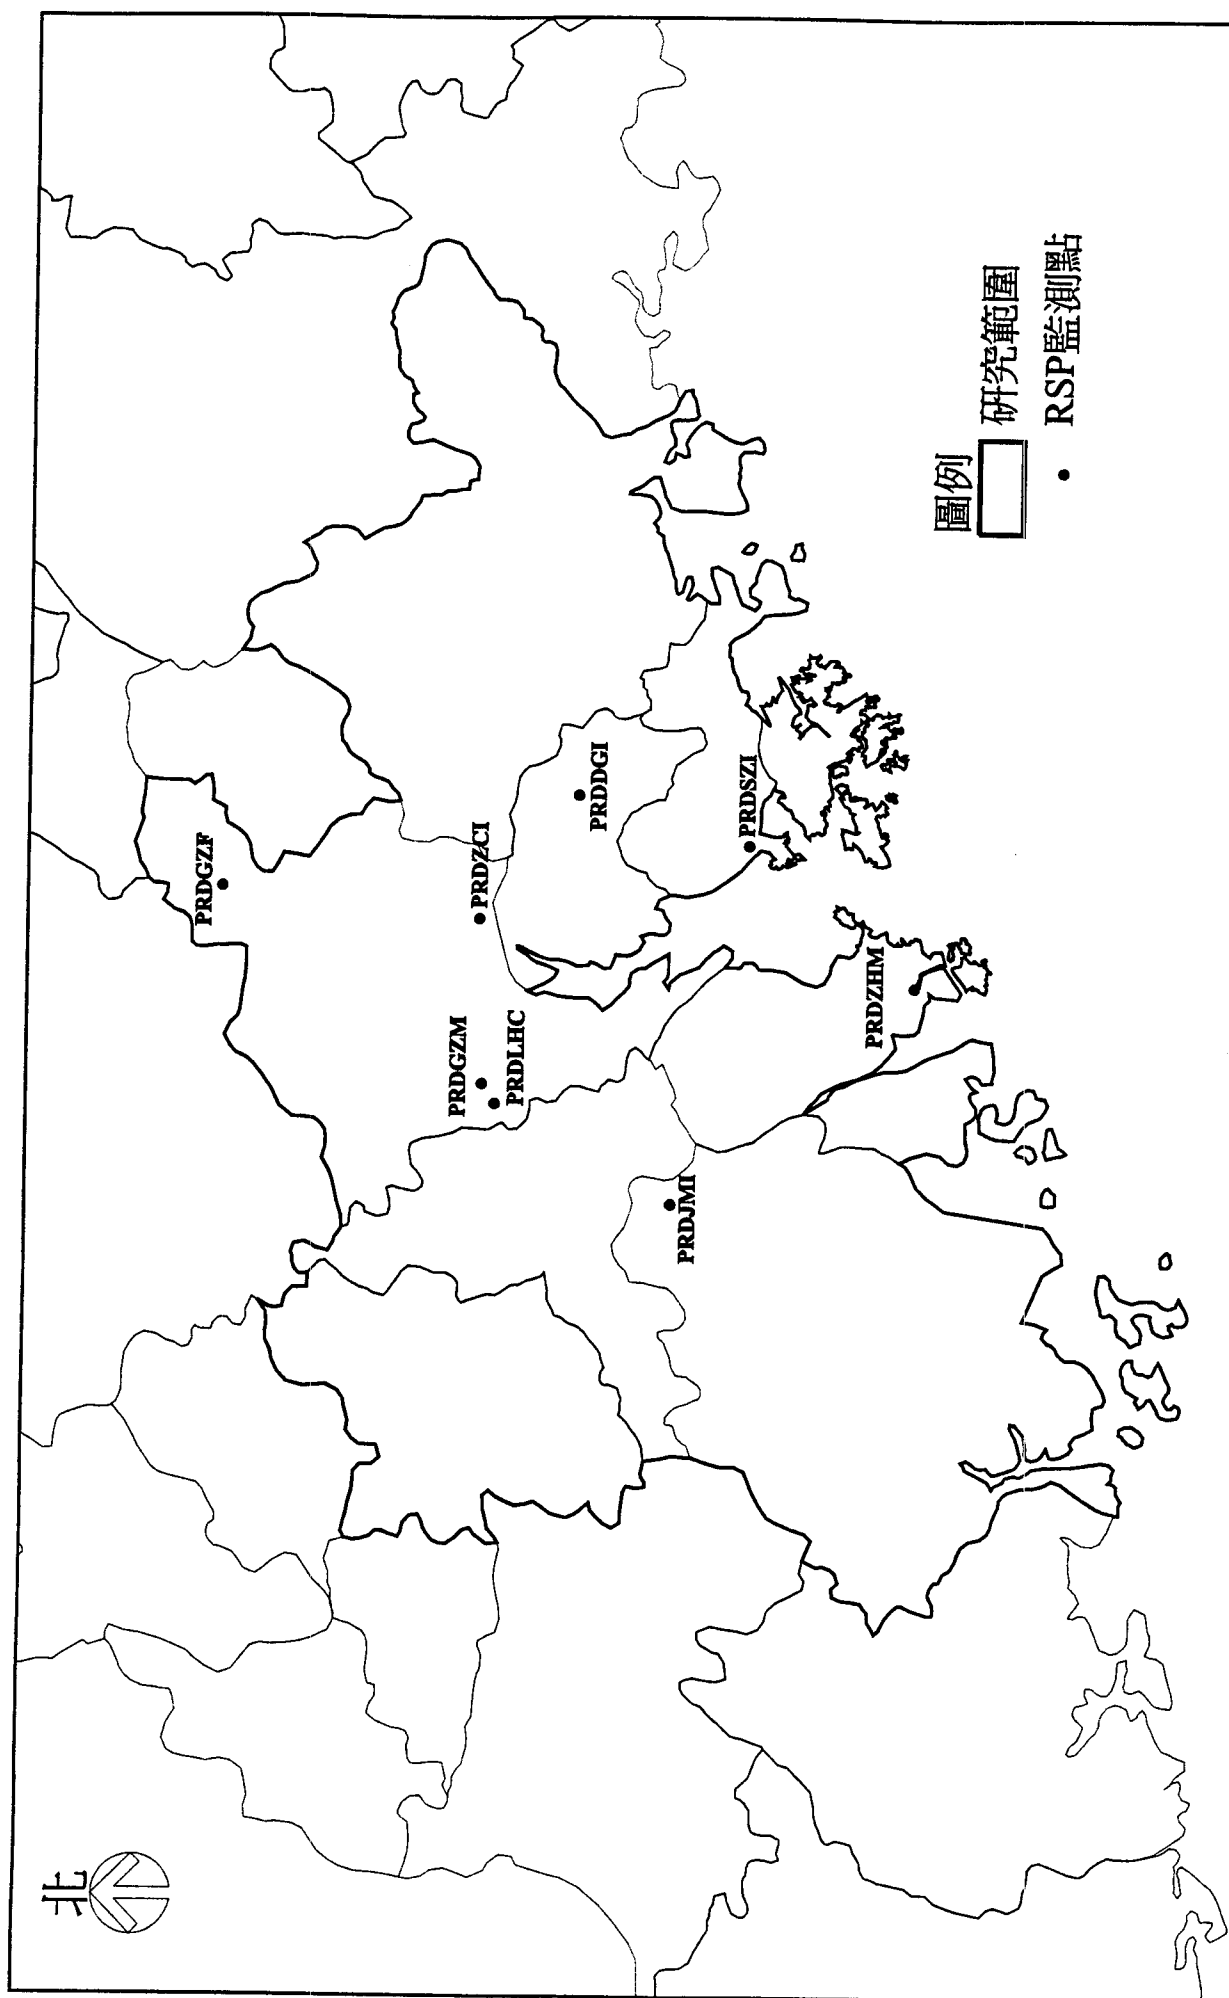 北
PRDGZF
PRDZCI
PRDGZM
PRDLHC
PRDDGI
PRDJMI
PRDSZI
PRDZHM
圖例
研究範圍
RSP監測點